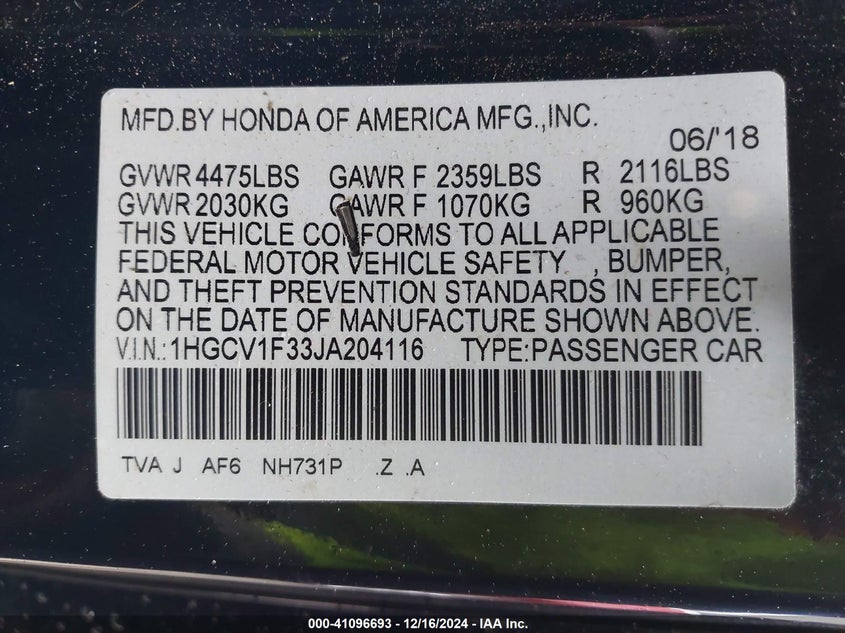 MFD.BY HONDA OF AMERICA MFG.,INC.
06/'18
GVWR 4475LBS GAWR F 2359LBS R 2116LBS
GVWR 2030KG GAWR F 1070KG R 960KG
THIS VEHICLE CONFORMS TO ALL APPLICABLE
FEDERAL MOTOR VEHICLE SAFETY , BUMPER,
AND THEFT PREVENTION STANDARDS IN EFFECT
ON THE DATE OF MANUFACTURE SHOWN ABOVE.
V.I.N.:1HGCV1F33JA204116 TYPE:PASSENGER CAR
TVA J AF6 NH731P .Z .A
000-41096693 - 12/16/2024 - IAA Inc.